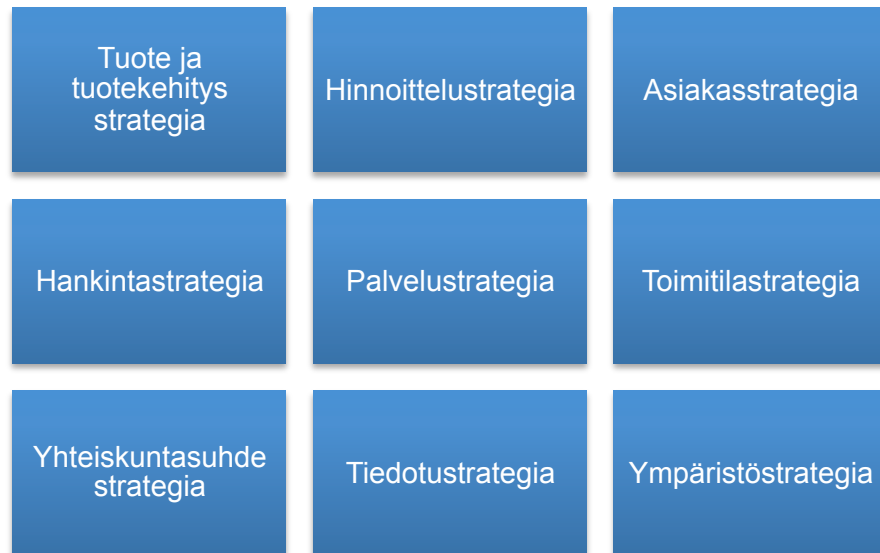 Tuote ja
tuotekehitys
strategia
Hinnoittelustrategia
Asiakasstrategia
Hankintastrategia
Palvelustrategia
Toimitilastrategia
Yhteiskuntasuhde
strategia
Tiedotustrategia
Ympäristöstrategia